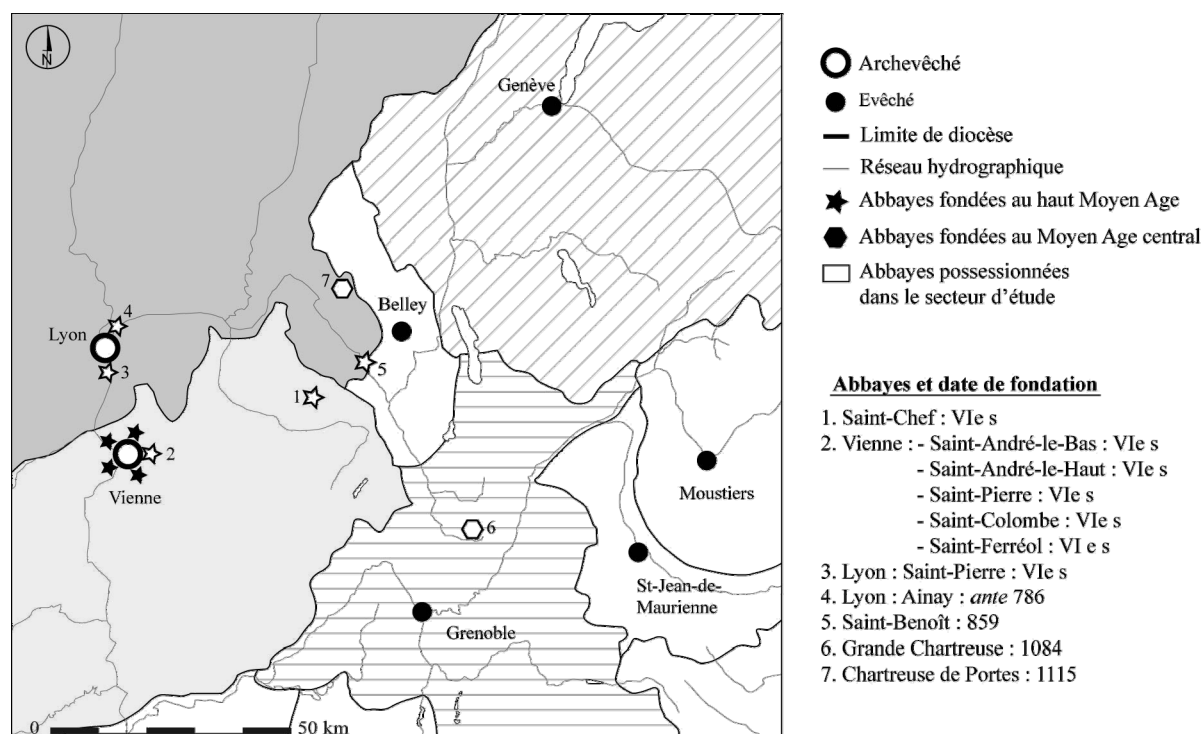 N
Genève
7
Belley
4
Lyon
3
5
1
2
Vienne
Moustiers
6
St-Jean-de-
Maurienne
Grenoble
0
50 km
Archevêché
Evêché
Limite de diocèse
Réseau hydrographique
Abbayes fondées au haut Moyen Age
Abbayes fondées au Moyen Age central
Abbayes possessionnées
dans le secteur d'étude
Abbayes et date de fondation
1. Saint-Chef : VIe s
2. Vienne : - Saint-André-le-Bas : VIe s
- Saint-André-le-Haut : VIe s
- Saint-Pierre : VIe s
- Saint-Colombe : VIe s
- Saint-Ferréol : VI e s
3. Lyon : Saint-Pierre : VIe s
4. Lyon : Ainay : ante 786
5. Saint-Benoît : 859
6. Grande Chartreuse : 1084
7. Chartreuse de Portes : 1115